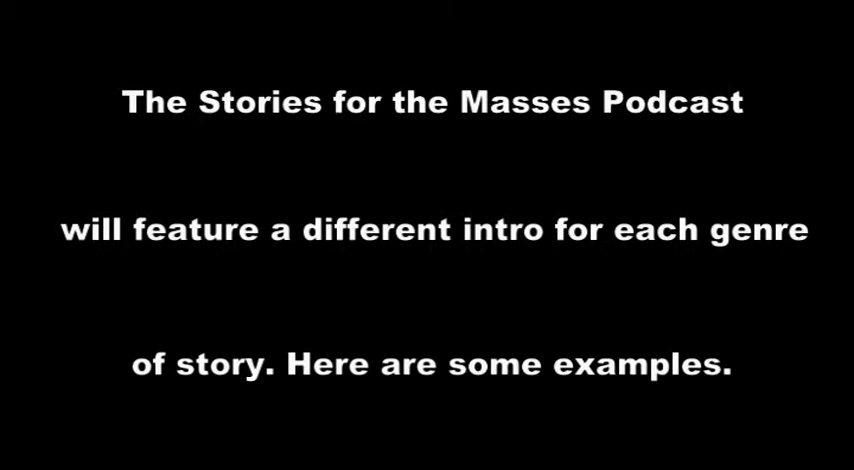 The Stories for the Masses Podcast
will feature a different intro for each genre
of story. Here are some examples.